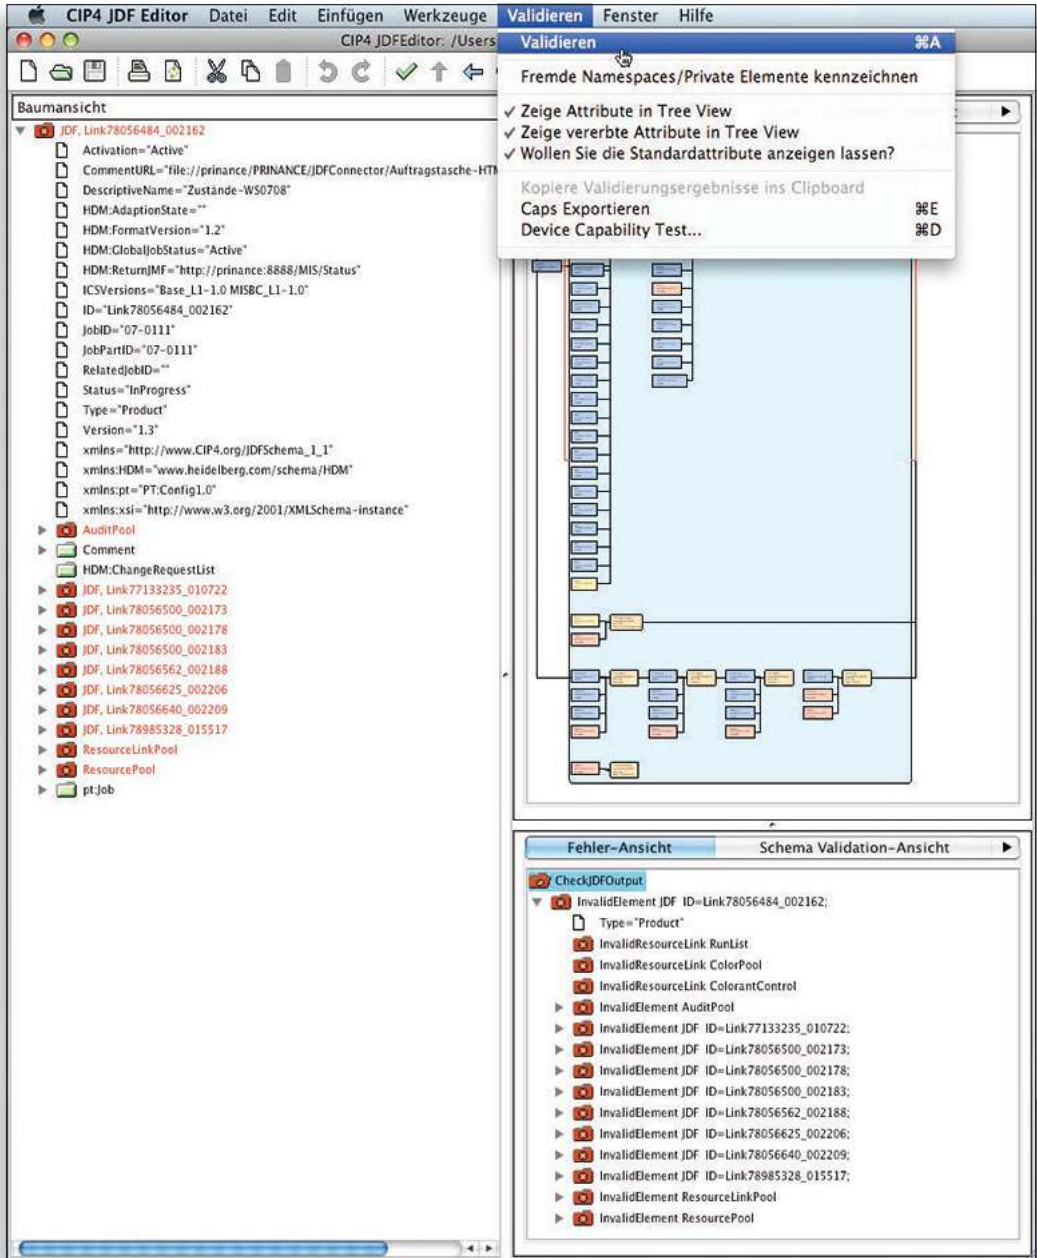 CIP4 JDF Editor Datei Edit Einfügen Werkzeuge Validieren Fenster Hilfe
CIP4 JDFEditor: /Users
Validieren ⌘A
Fremde Namespaces/Private Elemente kennzeichnen
✓ Zeige Attribute in Tree View
✓ Zeige vererbte Attribute in Tree View
✓ Wollen Sie die Standardattribute anzeigen lassen?
Kopiere Validierungsergebnisse ins Clipboard
Caps Exportieren ⌘E
Device Capability Test... ⌘D
Baumansicht
JDF, Link78056484_002162
Activation="Active"
CommentURL="file://prinance/PRINANCE/JDFConnector/Auftragstasche-HTM
DescriptiveName="Zustände-WS0708"
HDM:AdaptionState=""
HDM:FormatVersion="1.2"
HDM:GlobalJobStatus="Active"
HDM:ReturnJMF="http://prinance:8888/MIS/Status"
ICSVersions="Base_L1-1.0 MISBC_L1-1.0"
ID="Link78056484_002162"
JobID="07-0111"
JobPartID="07-0111"
RelatedJobID=""
Status="InProgress"
Type="Product"
Version="1.3"
xmlns="http://www.CIP4.org/JDFSchema_1_1"
xmlns:HDM="www.heidelberg.com/schema/HDM"
xmlns:pt="PT:Config1.0"
xmlns:xsi="http://www.w3.org/2001/XMLSchema-instance"
AuditPool
Comment
HDM:ChangeRequestList
JDF, Link77133235_010722
JDF, Link78056500_002173
JDF, Link78056500_002178
JDF, Link78056500_002183
JDF, Link78056562_002188
JDF, Link78056625_002206
JDF, Link78056640_002209
JDF, Link78985328_015517
ResourceLinkPool
ResourcePool
pt:Job
Fehler-Ansicht Schema Validation-Ansicht
CheckJDFOutput
InvalidElement JDF ID=Link78056484_002162;
Type="Product"
InvalidResourceLink RunList
InvalidResourceLink ColorPool
InvalidResourceLink ColorantControl
InvalidElement AuditPool
InvalidElement JDF ID=Link77133235_010722;
InvalidElement JDF ID=Link78056500_002173;
InvalidElement JDF ID=Link78056500_002178;
InvalidElement JDF ID=Link78056500_002183;
InvalidElement JDF ID=Link78056562_002188;
InvalidElement JDF ID=Link78056625_002206;
InvalidElement JDF ID=Link78056640_002209;
InvalidElement JDF ID=Link78985328_015517;
InvalidElement ResourceLinkPool
InvalidElement ResourcePool